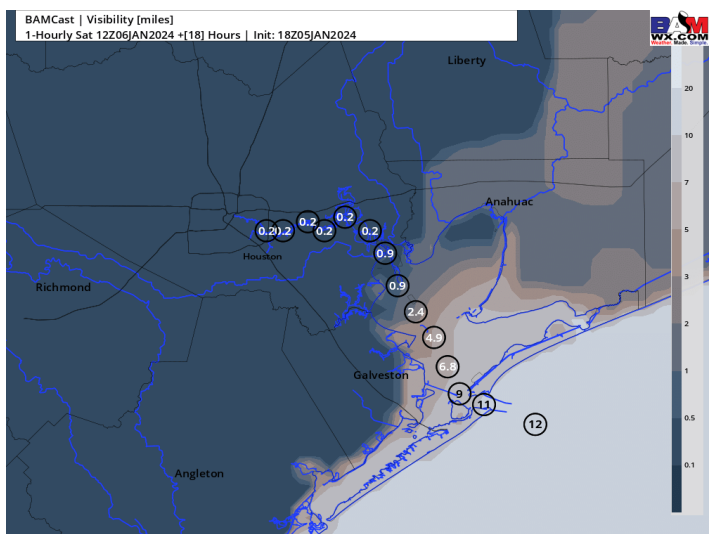 BAMCast | Visibility [miles]
1-Hourly Sat 12Z06JAN2024 +[18] Hours | Init: 18Z05JAN2024
BAM
WX.COM
Weather. Made. Simple.
Liberty
20
10
7
Anahuac
0.2
0.2
0.2
0.2
0.2
0.2
5
0.9
Houston
3
0.9
Richmond
2.4
2
4.9
6.8
1
Galveston
9
11
0.5
12
0.1
Angleton